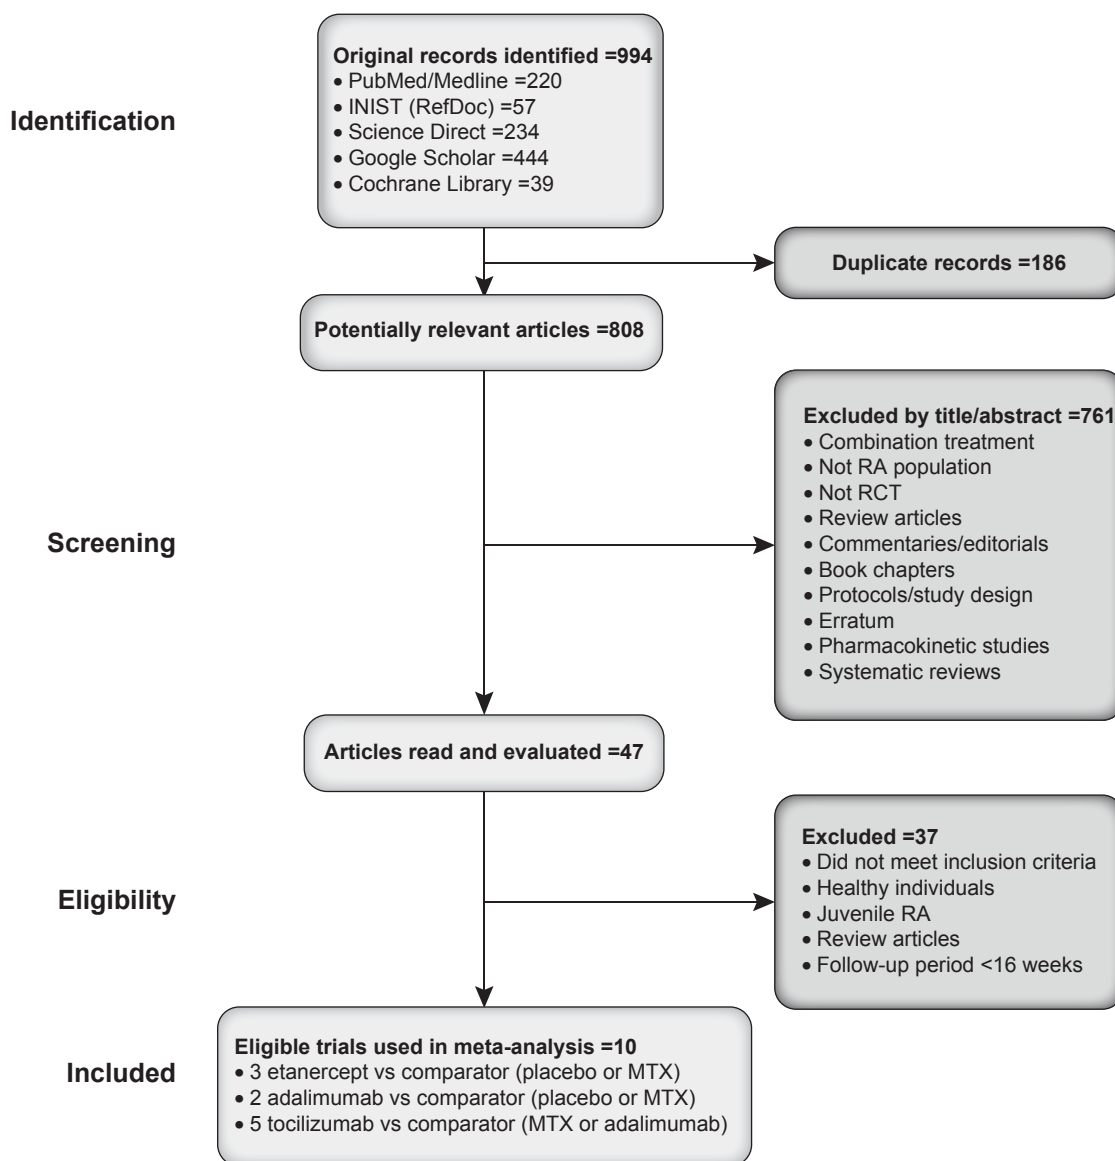 Identification
Original records identified =994
• PubMed/Medline =220
• INIST (RefDoc) =57
• Science Direct =234
• Google Scholar =444
• Cochrane Library =39
Duplicate records =186
Potentially relevant articles =808
Screening
Excluded by title/abstract =761
• Combination treatment
• Not RA population
• Not RCT
• Review articles
• Commentaries/editorials
• Book chapters
• Protocols/study design
• Erratum
• Pharmacokinetic studies
• Systematic reviews
Articles read and evaluated =47
Eligibility
Excluded =37
• Did not meet inclusion criteria
• Healthy individuals
• Juvenile RA
• Review articles
• Follow-up period <16 weeks
Included
Eligible trials used in meta-analysis =10
• 3 etanercept vs comparator (placebo or MTX)
• 2 adalimumab vs comparator (placebo or MTX)
• 5 tocilizumab vs comparator (MTX or adalimumab)